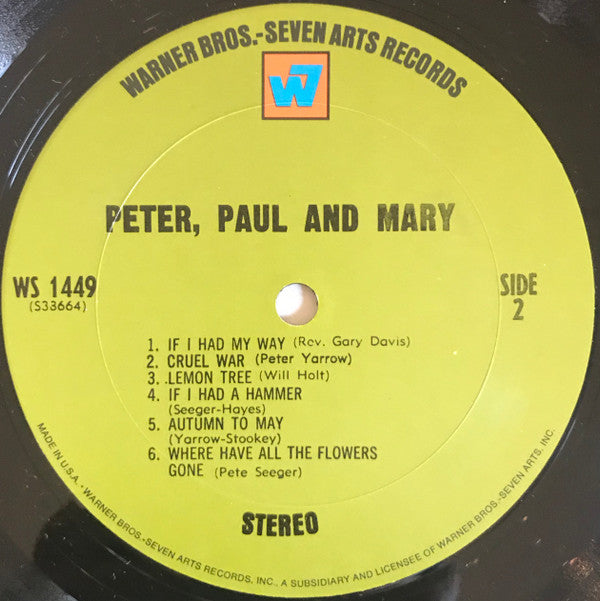 WARNER BROS.-SEVEN ARTS RECORDS
W7
PETER, PAUL AND MARY
WS 1449
(S33664)
SIDE
2
1. IF I HAD MY WAY (Rev. Gary Davis)
2. CRUEL WAR (Peter Yarrow)
3. LEMON TREE (Will Holt)
4. IF I HAD A HAMMER
(Seeger-Hayes)
5. AUTUMN TO MAY
(Yarrow-Stookey)
6. WHERE HAVE ALL THE FLOWERS
GONE (Pete Seeger)
STEREO
MADE IN U.S.A. • WARNER BROS.-SEVEN ARTS RECORDS, INC., A SUBSIDIARY AND LICENSEE OF WARNER BROS.-SEVEN ARTS, INC.